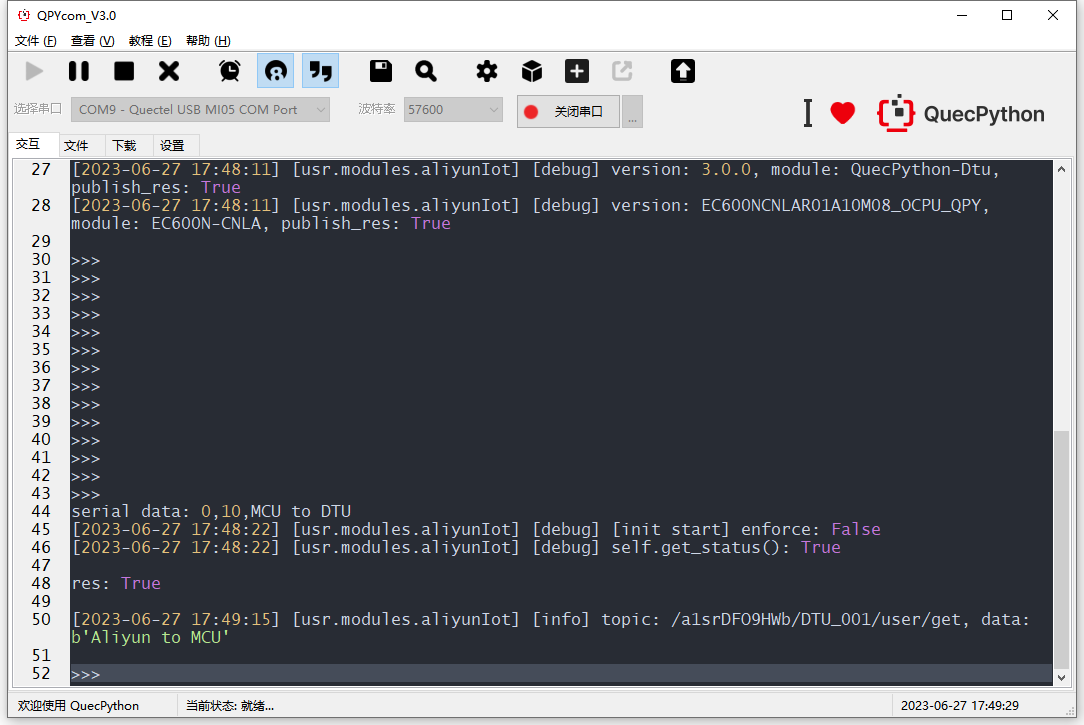 QPYcom_V3.0
文件 (F) 查看 (V) 教程 (E) 帮助 (H)
选择串口 COM9 - Quectel USB MI05 COM Port 波特率 57600 关闭串口 ... I QuecPython
交互 文件 下载 设置
27 [2023-06-27 17:48:11] [usr.modules.aliyunIot] [debug] version: 3.0.0, module: QuecPython-Dtu,
publish_res: True
28 [2023-06-27 17:48:11] [usr.modules.aliyunIot] [debug] version: EC600NCNLAR01A10M08_OCPU_QPY,
module: EC600N-CNLA, publish_res: True
29
30 >>>
31 >>>
32 >>>
33 >>>
34 >>>
35 >>>
36 >>>
37 >>>
38 >>>
39 >>>
40 >>>
41 >>>
42 >>>
43 >>>
44 serial data: 0,10,MCU to DTU
45 [2023-06-27 17:48:22] [usr.modules.aliyunIot] [debug] [init start] enforce: False
46 [2023-06-27 17:48:22] [usr.modules.aliyunIot] [debug] self.get_status(): True
47
48 res: True
49
50 [2023-06-27 17:49:15] [usr.modules.aliyunIot] [info] topic: /a1srDFO9HWb/DTU_001/user/get, data:
b'Aliyun to MCU'
51
52 >>>
欢迎使用 QuecPython 当前状态: 就绪... 2023-06-27 17:49:29